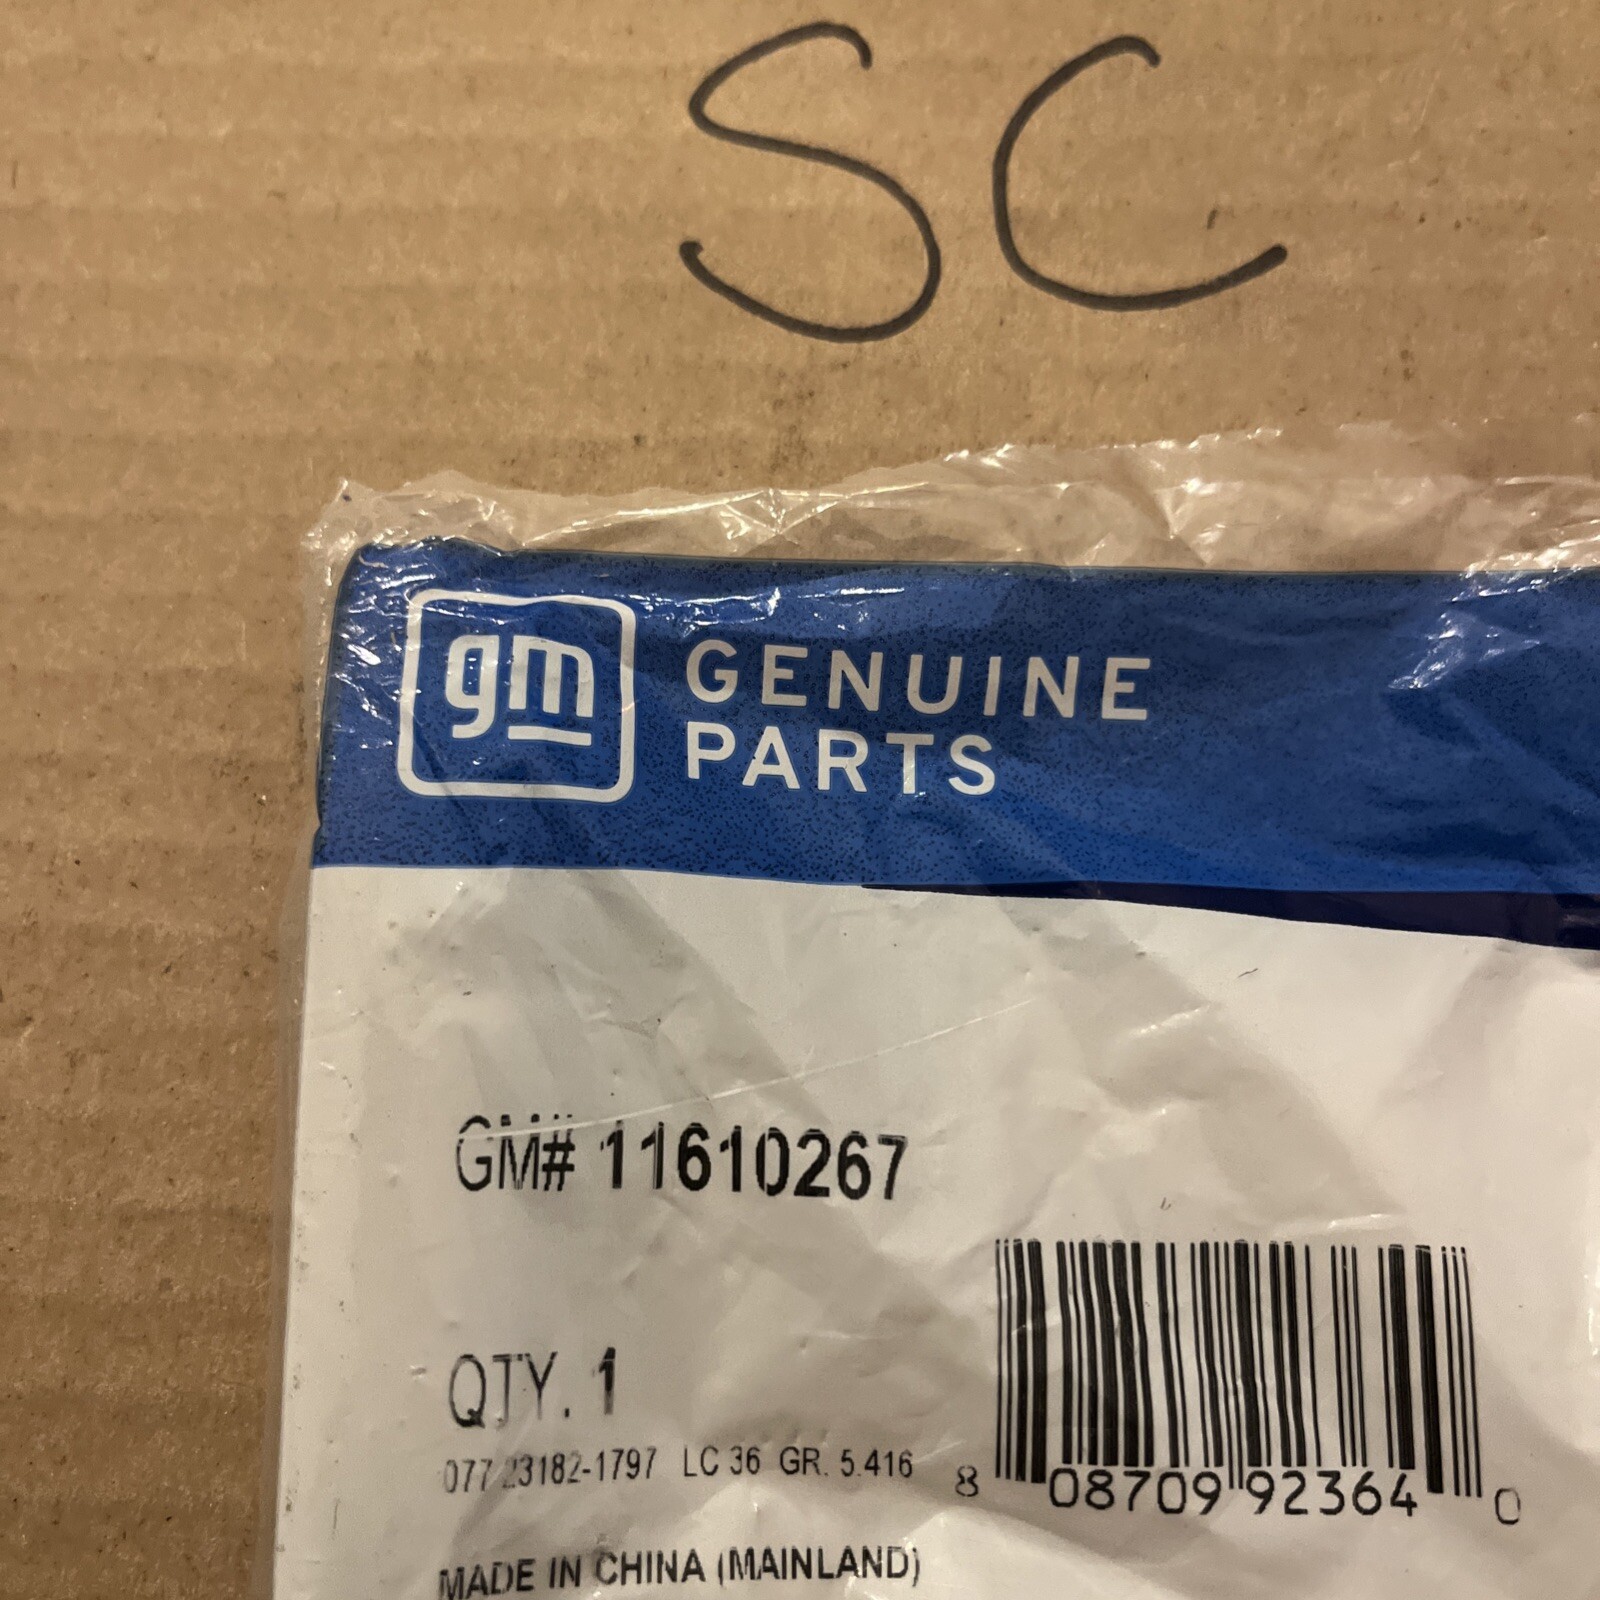 SC
gm
GENUINE
PARTS
GM# 11610267
QTY. 1
077 23182-1797 LC 36 GR. 5.416
8 08709 92364 0
MADE IN CHINA (MAINLAND)